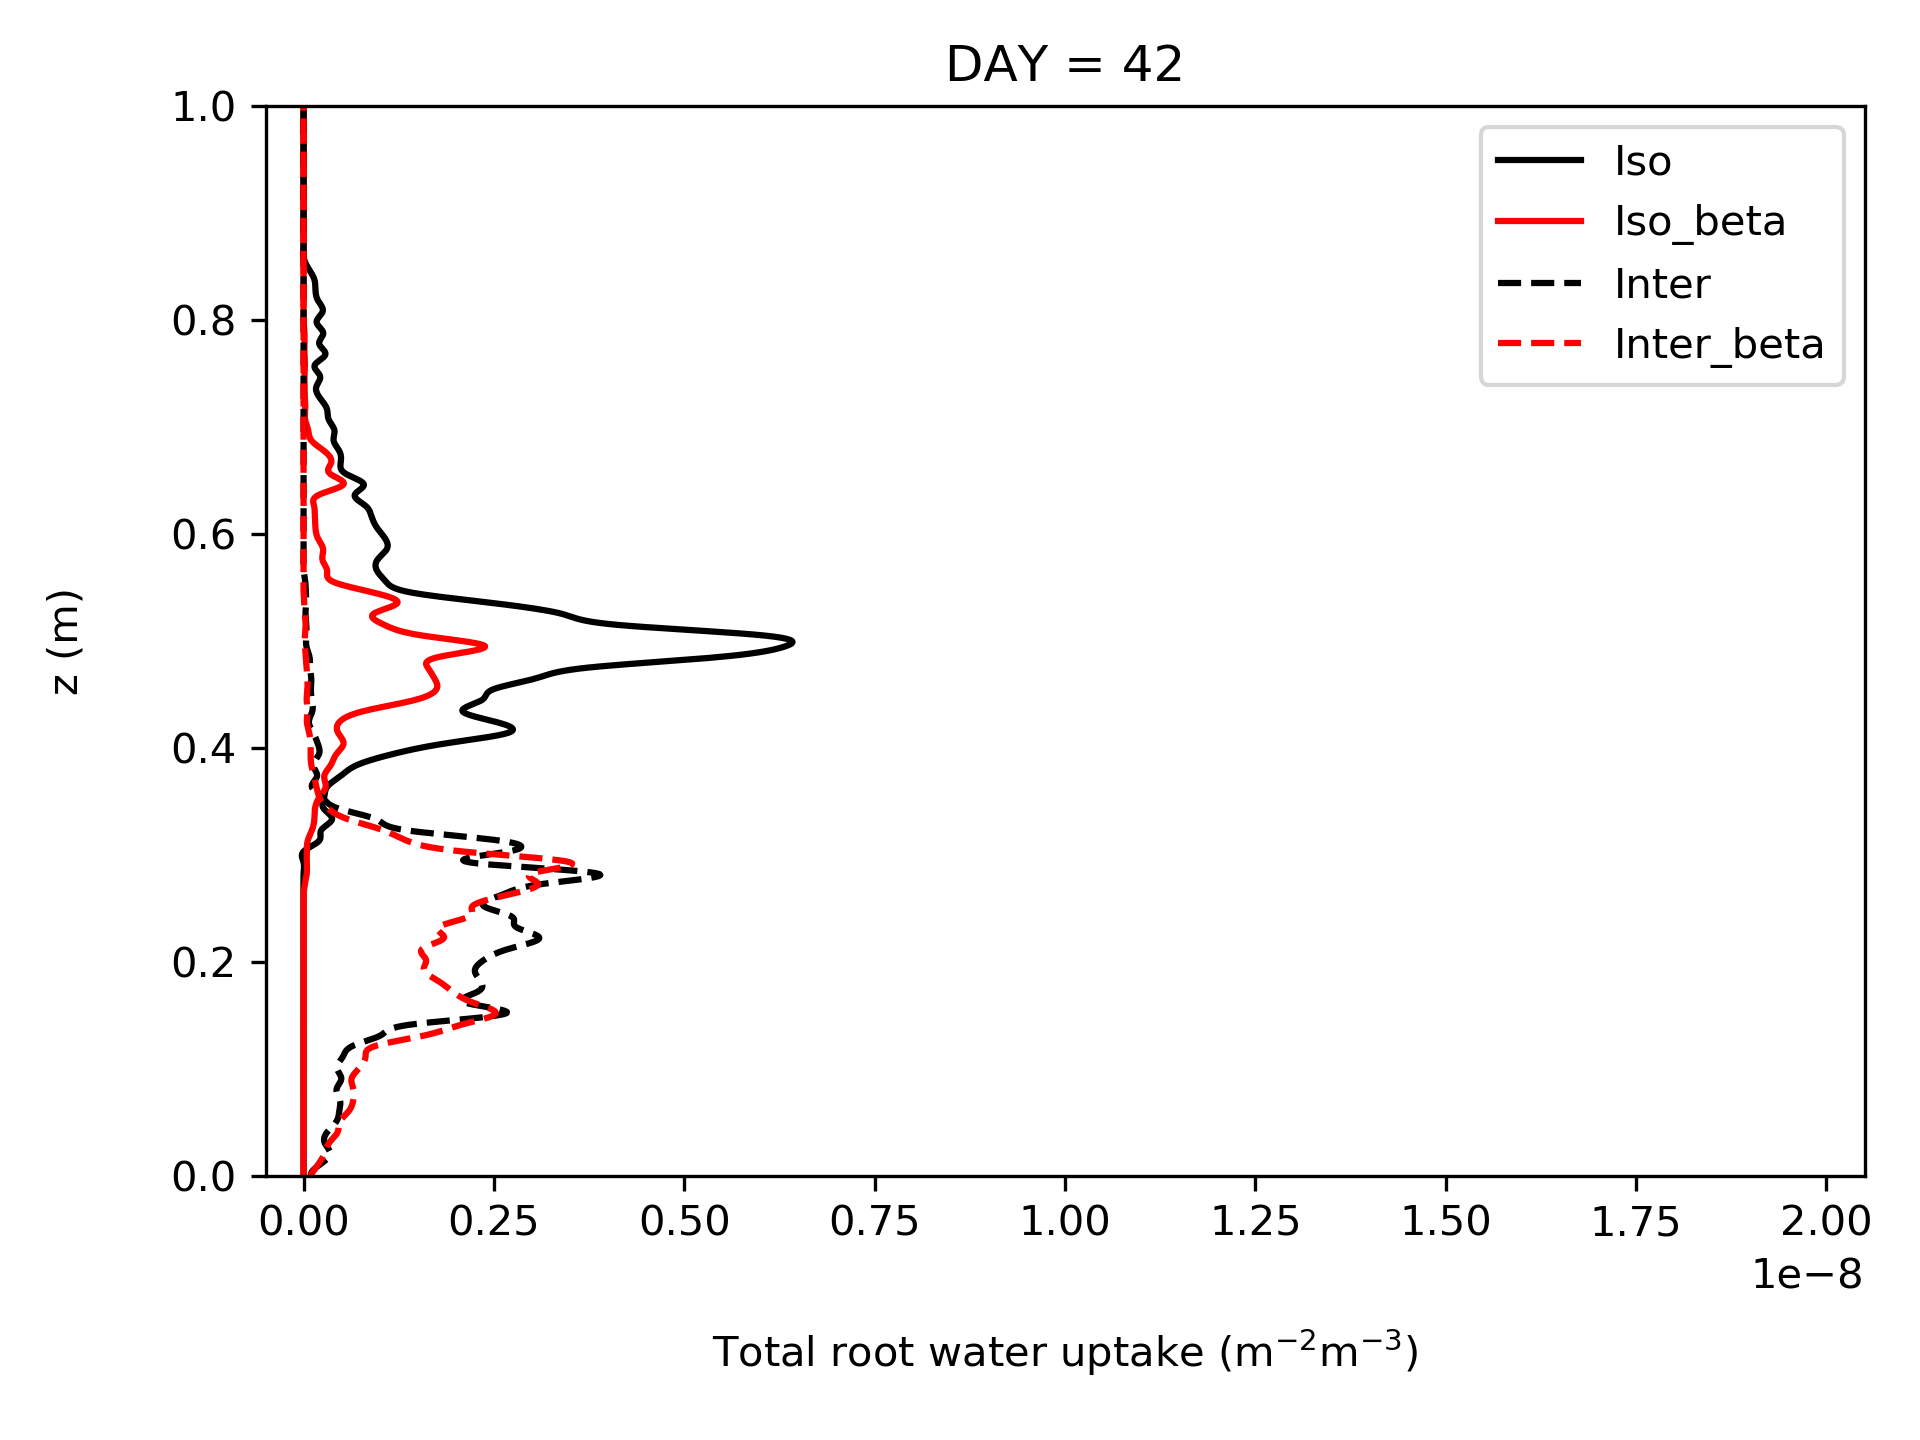 DAY = 42
1.0
0.8
0.6
0.4
0.2
0.0
z (m)
Iso
Iso_beta
Inter
Inter_beta
0.00 0.25 0.50 0.75 1.00 1.25 1.50 1.75 2.00
1e−8
Total root water uptake (m⁻²m⁻³)